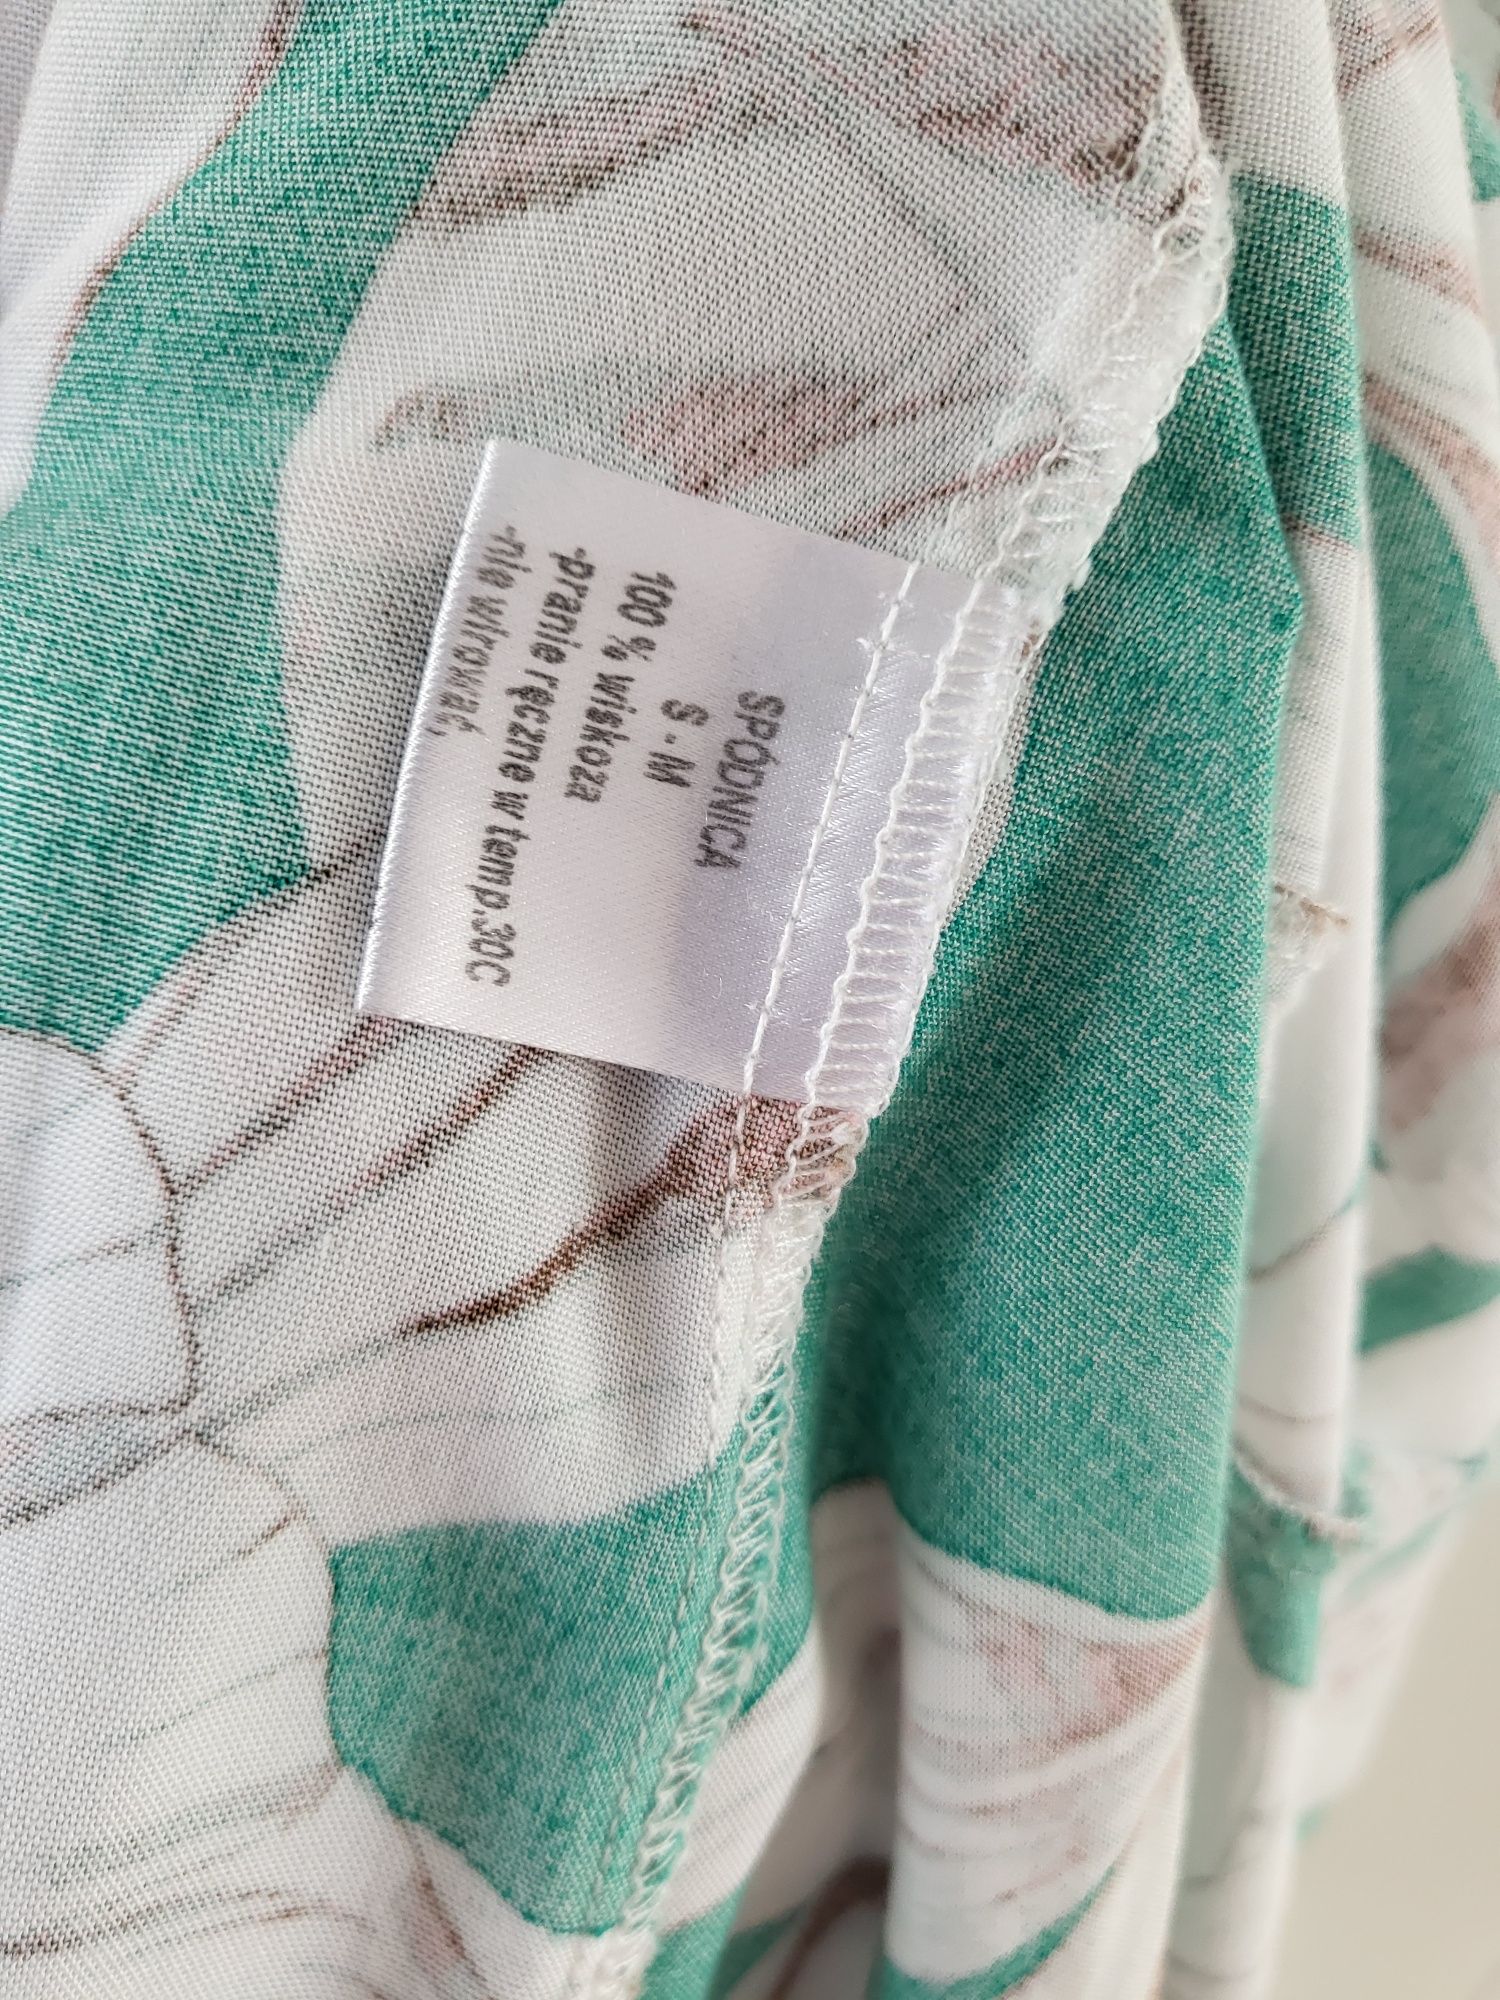 SPÓDNICA
S - M
100 % wiskoza
-pranie ręczne w temp.30C
-nie wirować,